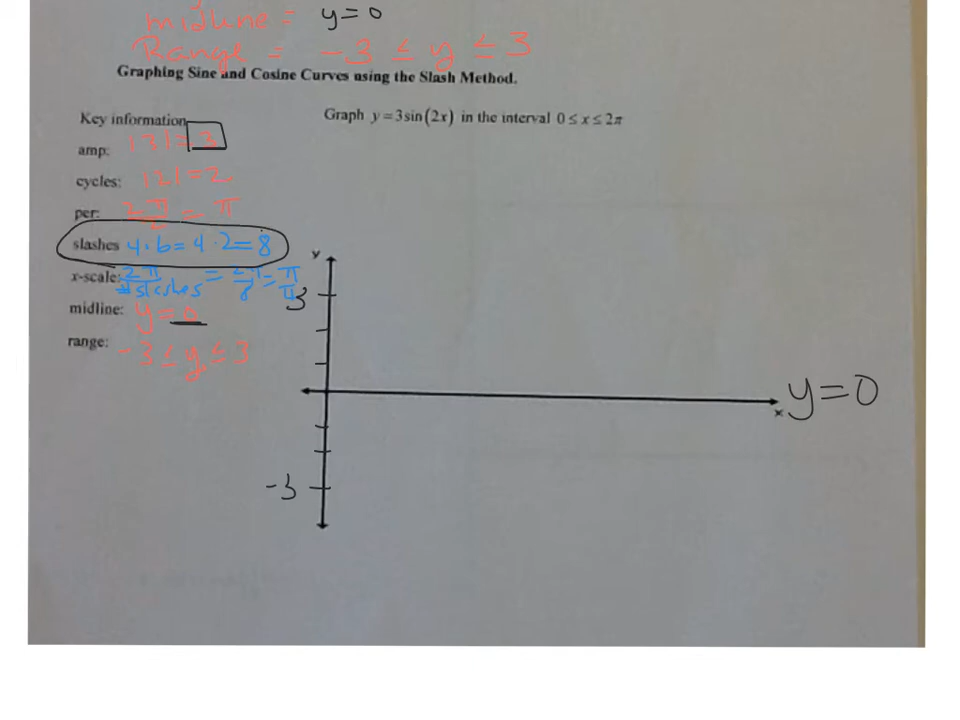 midline = y=0
Range = -3 ≤ y ≤ 3
Graphing Sine and Cosine Curves using the Slash Method.
Key information
Graph y = 3sin(2x) in the interval 0 ≤ x ≤ 2π
amp: |3| = 3
cycles: |2| = 2
per: 2π/2 = π
slashes 4·b = 4·2 = 8
x-scale: 2π/#slashes = 2π/8 = π/4
midline: y = 0
range: -3 ≤ y ≤ 3
y
3
x
y=0
-3